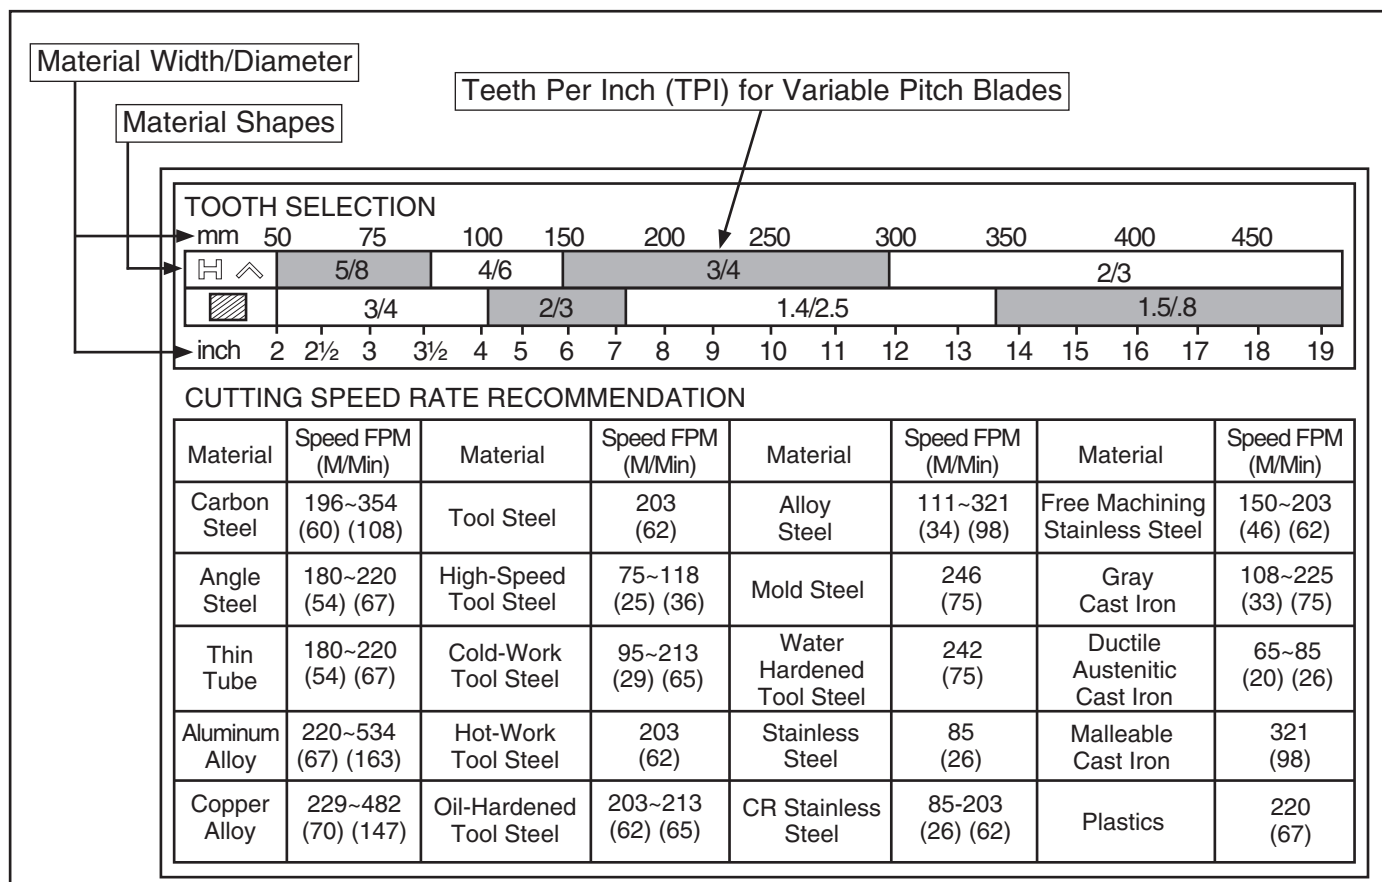 Material Width/Diameter
Teeth Per Inch (TPI) for Variable Pitch Blades
Material Shapes
TOOTH SELECTION
mm 50 75 100 150 200 250 300 350 400 450
5/8 4/6 3/4 2/3
3/4 2/3 1.4/2.5 1.5/.8
inch 2 2½ 3 3½ 4 5 6 7 8 9 10 11 12 13 14 15 16 17 18 19
CUTTING SPEED RATE RECOMMENDATION
Material Speed FPM (M/Min) Material Speed FPM (M/Min) Material Speed FPM (M/Min) Material Speed FPM (M/Min)
Carbon Steel 196~354 (60) (108) Tool Steel 203 (62) Alloy Steel 111~321 (34) (98) Free Machining Stainless Steel 150~203 (46) (62)
Angle Steel 180~220 (54) (67) High-Speed Tool Steel 75~118 (25) (36) Mold Steel 246 (75) Gray Cast Iron 108~225 (33) (75)
Thin Tube 180~220 (54) (67) Cold-Work Tool Steel 95~213 (29) (65) Water Hardened Tool Steel 242 (75) Ductile Austenitic Cast Iron 65~85 (20) (26)
Aluminum Alloy 220~534 (67) (163) Hot-Work Tool Steel 203 (62) Stainless Steel 85 (26) Malleable Cast Iron 321 (98)
Copper Alloy 229~482 (70) (147) Oil-Hardened Tool Steel 203~213 (62) (65) CR Stainless Steel 85-203 (26) (62) Plastics 220 (67)